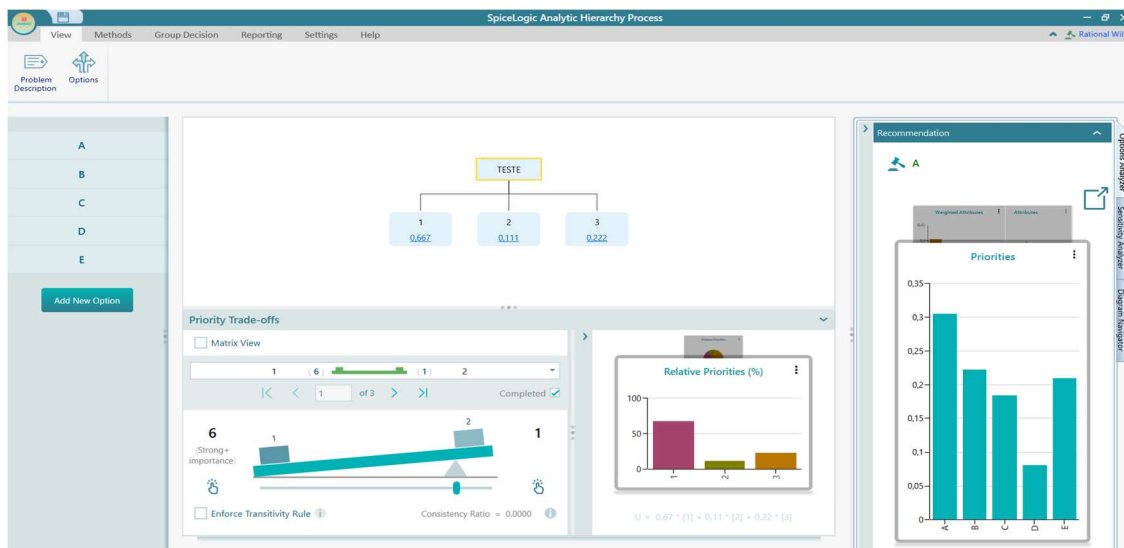 SpiceLogic Analytic Hierarchy Process
View Methods Group Decision Reporting Settings Help
Rational Will
Problem Description
Options
A
B
C
D
E
Add New Option
TESTE
1 2 3
0.667 0.111 0.222
Priority Trade-offs
Matrix View
1 (6) (1) 2
1 of 3
Completed
6
(Strong+
importance)
1
2
1
Enforce Transitivity Rule
Consistency Ratio = 0.0000
Relative Priorities (%)
100
50
0
1 2 3
U = 0,67 * [1] + 0,11 * [2] + 0,22 * [3]
Recommendation
A
Weighted Attributes
Attributes
Priorities
0,35
0,3
0,25
0,2
0,15
0,1
0,05
0
A B C D E
Options Analyzer
Sensitivity Analyzer
Diagram Navigator